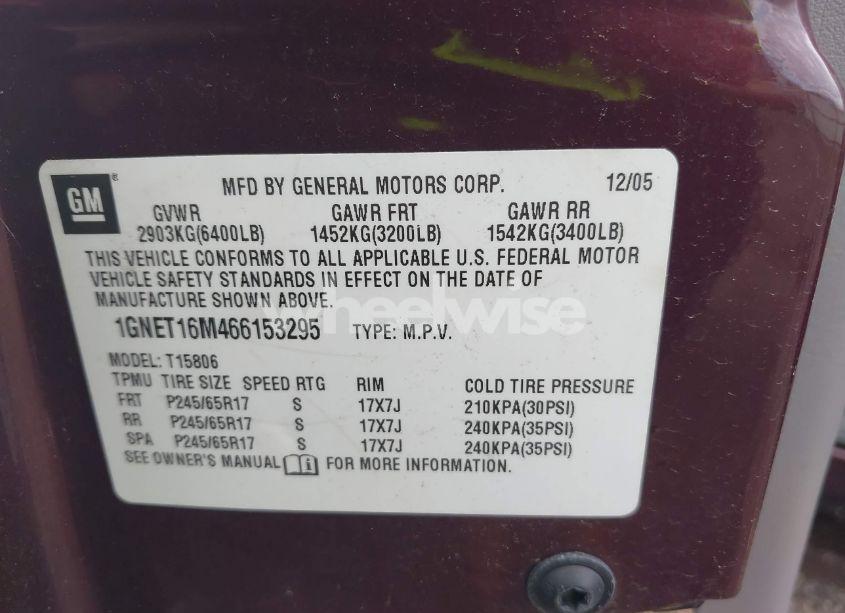 GM®
MFD BY GENERAL MOTORS CORP. 12/05
GVWR GAWR FRT GAWR RR
2903KG(6400LB) 1452KG(3200LB) 1542KG(3400LB)
THIS VEHICLE CONFORMS TO ALL APPLICABLE U.S. FEDERAL MOTOR
VEHICLE SAFETY STANDARDS IN EFFECT ON THE DATE OF
MANUFACTURE SHOWN ABOVE.
wheelwise
1GNET16M466153295 TYPE: M.P.V.
MODEL: T15806
TPMU TIRE SIZE SPEED RTG RIM COLD TIRE PRESSURE
FRT P245/65R17 S 17X7J 210KPA(30PSI)
RR P245/65R17 S 17X7J 240KPA(35PSI)
SPA P245/65R17 S 17X7J 240KPA(35PSI)
SEE OWNER'S MANUAL FOR MORE INFORMATION.